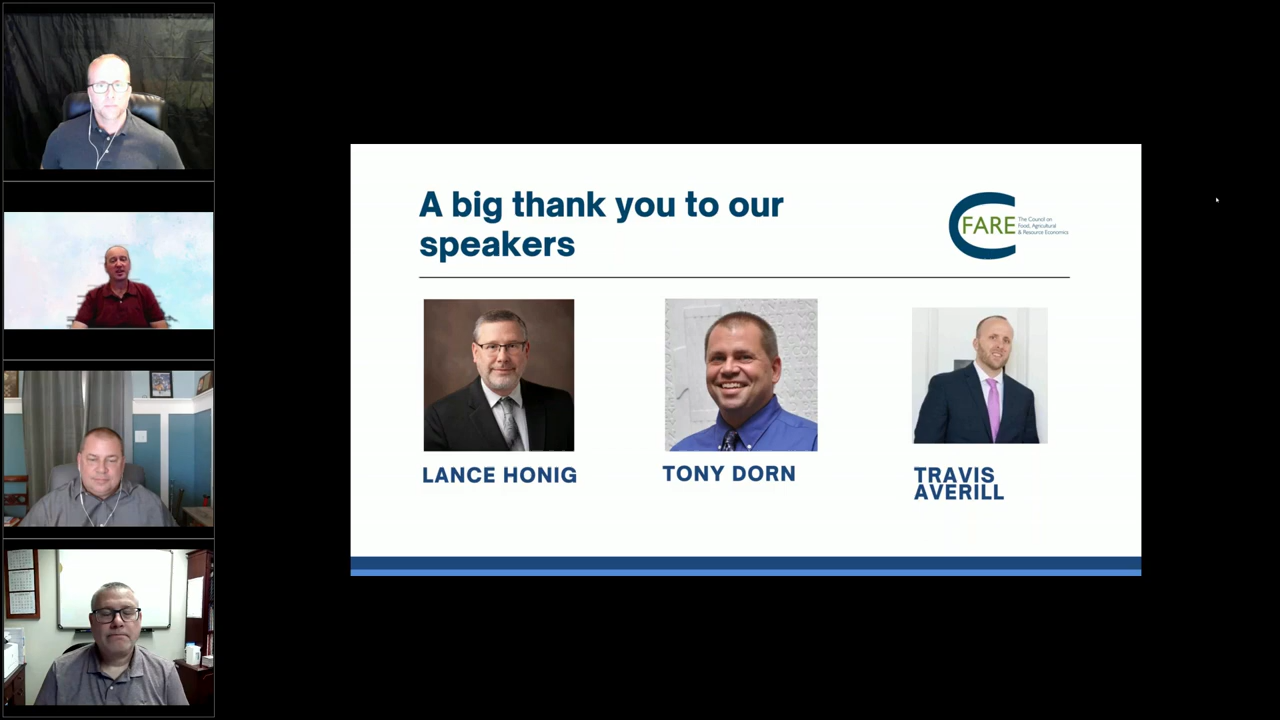 A big thank you to our
speakers
FARE
The Council on
Food, Agricultural
& Resource Economics
LANCE HONIG
TONY DORN
TRAVIS
AVERILL